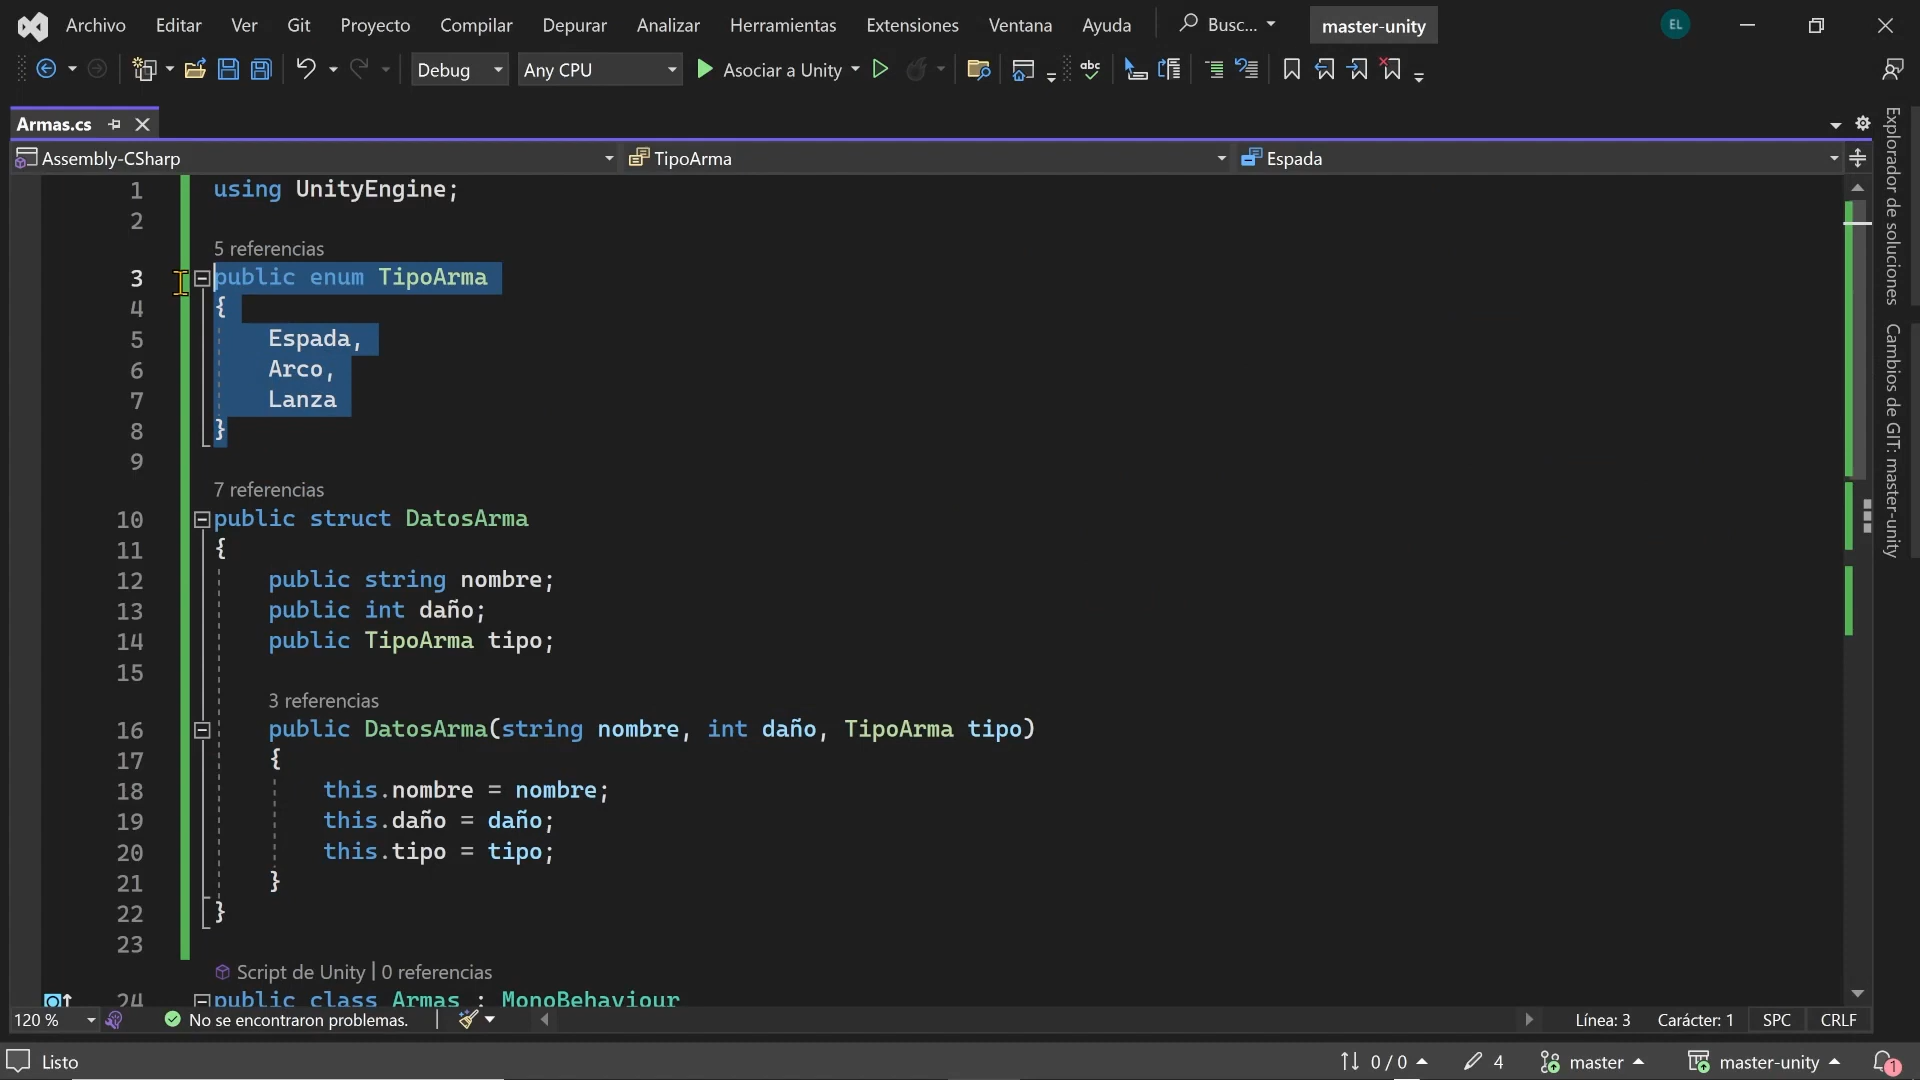 Archivo Editar Ver Git Proyecto Compilar Depurar Analizar Herramientas Extensiones Ventana Ayuda Busc... master-unity EL
Debug Any CPU Asociar a Unity abc
Armas.cs
Assembly-CSharp TipoArma Espada
1 using UnityEngine;
2
5 referencias
3 public enum TipoArma
4 {
5 Espada,
6 Arco,
7 Lanza
8 }
9
7 referencias
10 public struct DatosArma
11 {
12 public string nombre;
13 public int daño;
14 public TipoArma tipo;
15
3 referencias
16 public DatosArma(string nombre, int daño, TipoArma tipo)
17 {
18 this.nombre = nombre;
19 this.daño = daño;
20 this.tipo = tipo;
21 }
22 }
23
Script de Unity | 0 referencias
24 public class Armas : MonoBehaviour
Explorador de soluciones
Cambios de GIT: master-unity
120 % No se encontraron problemas. Línea: 3 Carácter: 1 SPC CRLF
Listo 0 / 0 4 master master-unity 1